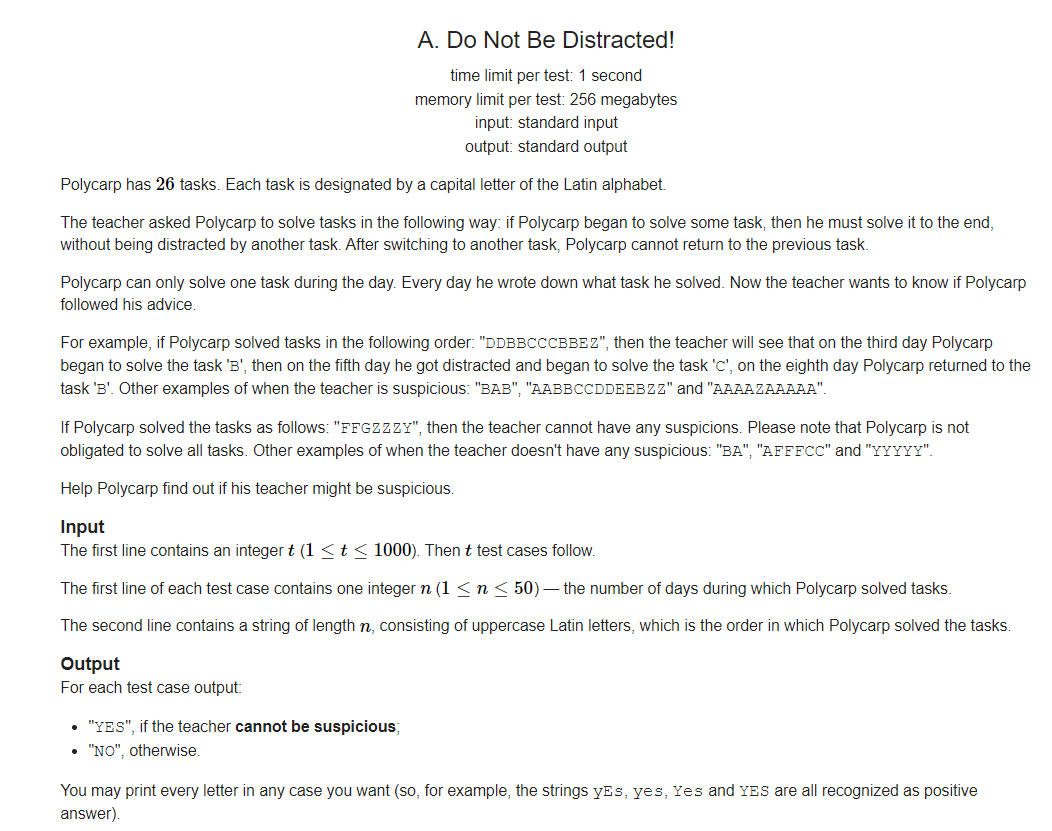 A. Do Not Be Distracted!
time limit per test: 1 second
memory limit per test: 256 megabytes
input: standard input
output: standard output
Polycarp has 26 tasks. Each task is designated by a capital letter of the Latin alphabet.
The teacher asked Polycarp to solve tasks in the following way: if Polycarp began to solve some task, then he must solve it to the end,
without being distracted by another task. After switching to another task, Polycarp cannot return to the previous task.
Polycarp can only solve one task during the day. Every day he wrote down what task he solved. Now the teacher wants to know if Polycarp
followed his advice.
For example, if Polycarp solved tasks in the following order: "DDBBCCCBBEZ", then the teacher will see that on the third day Polycarp
began to solve the task 'B', then on the fifth day he got distracted and began to solve the task 'C', on the eighth day Polycarp returned to the
task 'B'. Other examples of when the teacher is suspicious: "BAB", "AABBCCDDEEBZZ" and "AAAAZAAAAA".
If Polycarp solved the tasks as follows: "FFGZZZY", then the teacher cannot have any suspicions. Please note that Polycarp is not
obligated to solve all tasks. Other examples of when the teacher doesn't have any suspicious: "BA", "AFFFCC" and "YYYYY".
Help Polycarp find out if his teacher might be suspicious.
Input
The first line contains an integer t (1 ≤ t ≤ 1000). Then t test cases follow.
The first line of each test case contains one integer n (1 ≤ n ≤ 50) — the number of days during which Polycarp solved tasks.
The second line contains a string of length n, consisting of uppercase Latin letters, which is the order in which Polycarp solved the tasks.
Output
For each test case output:
• "YES", if the teacher cannot be suspicious;
• "NO", otherwise.
You may print every letter in any case you want (so, for example, the strings yEs, yes, Yes and YES are all recognized as positive
answer).